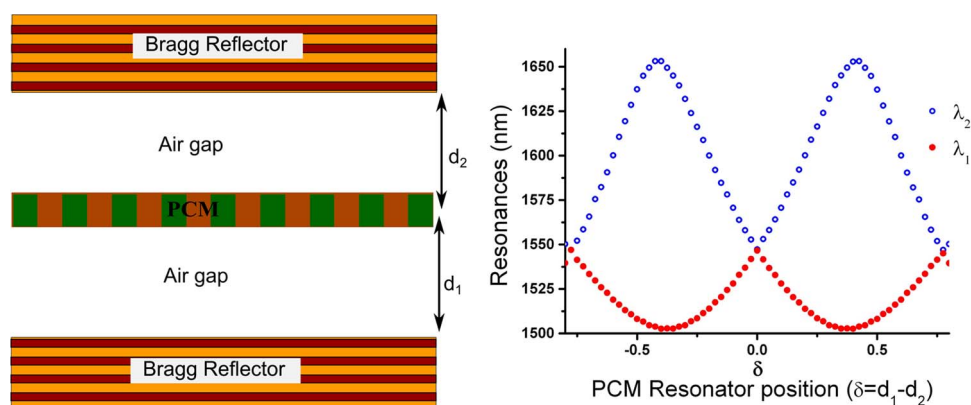 Bragg Reflector
Air gap
d2
PCM
Air gap
d1
Bragg Reflector
Resonances (nm)
1650
1625
1600
1575
1550
1525
1500
λ2
λ1
-0.5
0.0
0.5
δ
PCM Resonator position (δ=d1-d2)